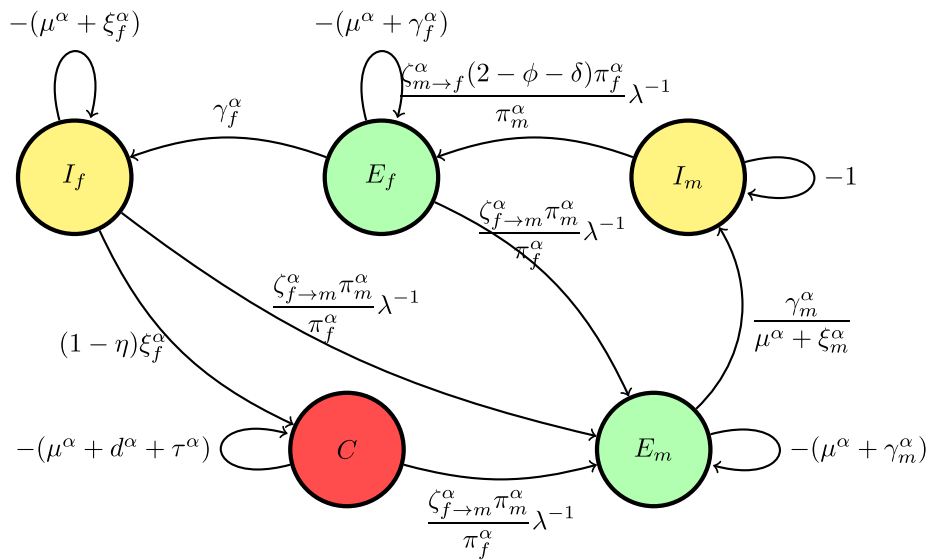 −(μ^α + ξ_f^α)
−(μ^α + γ_f^α)
γ_f^α
ζ_{m→f}^α(2 − ϕ − δ)π_f^α / π_m^α λ^{−1}
I_f
E_f
I_m
−1
ζ_{f→m}^α π_m^α / π_f^α λ^{−1}
ζ_{f→m}^α π_m^α / π_f^α λ^{−1}
γ_m^α / μ^α + ξ_m^α
(1 − η)ξ_f^α
−(μ^α + d^α + τ^α)
C
E_m
−(μ^α + γ_m^α)
ζ_{f→m}^α π_m^α / π_f^α λ^{−1}